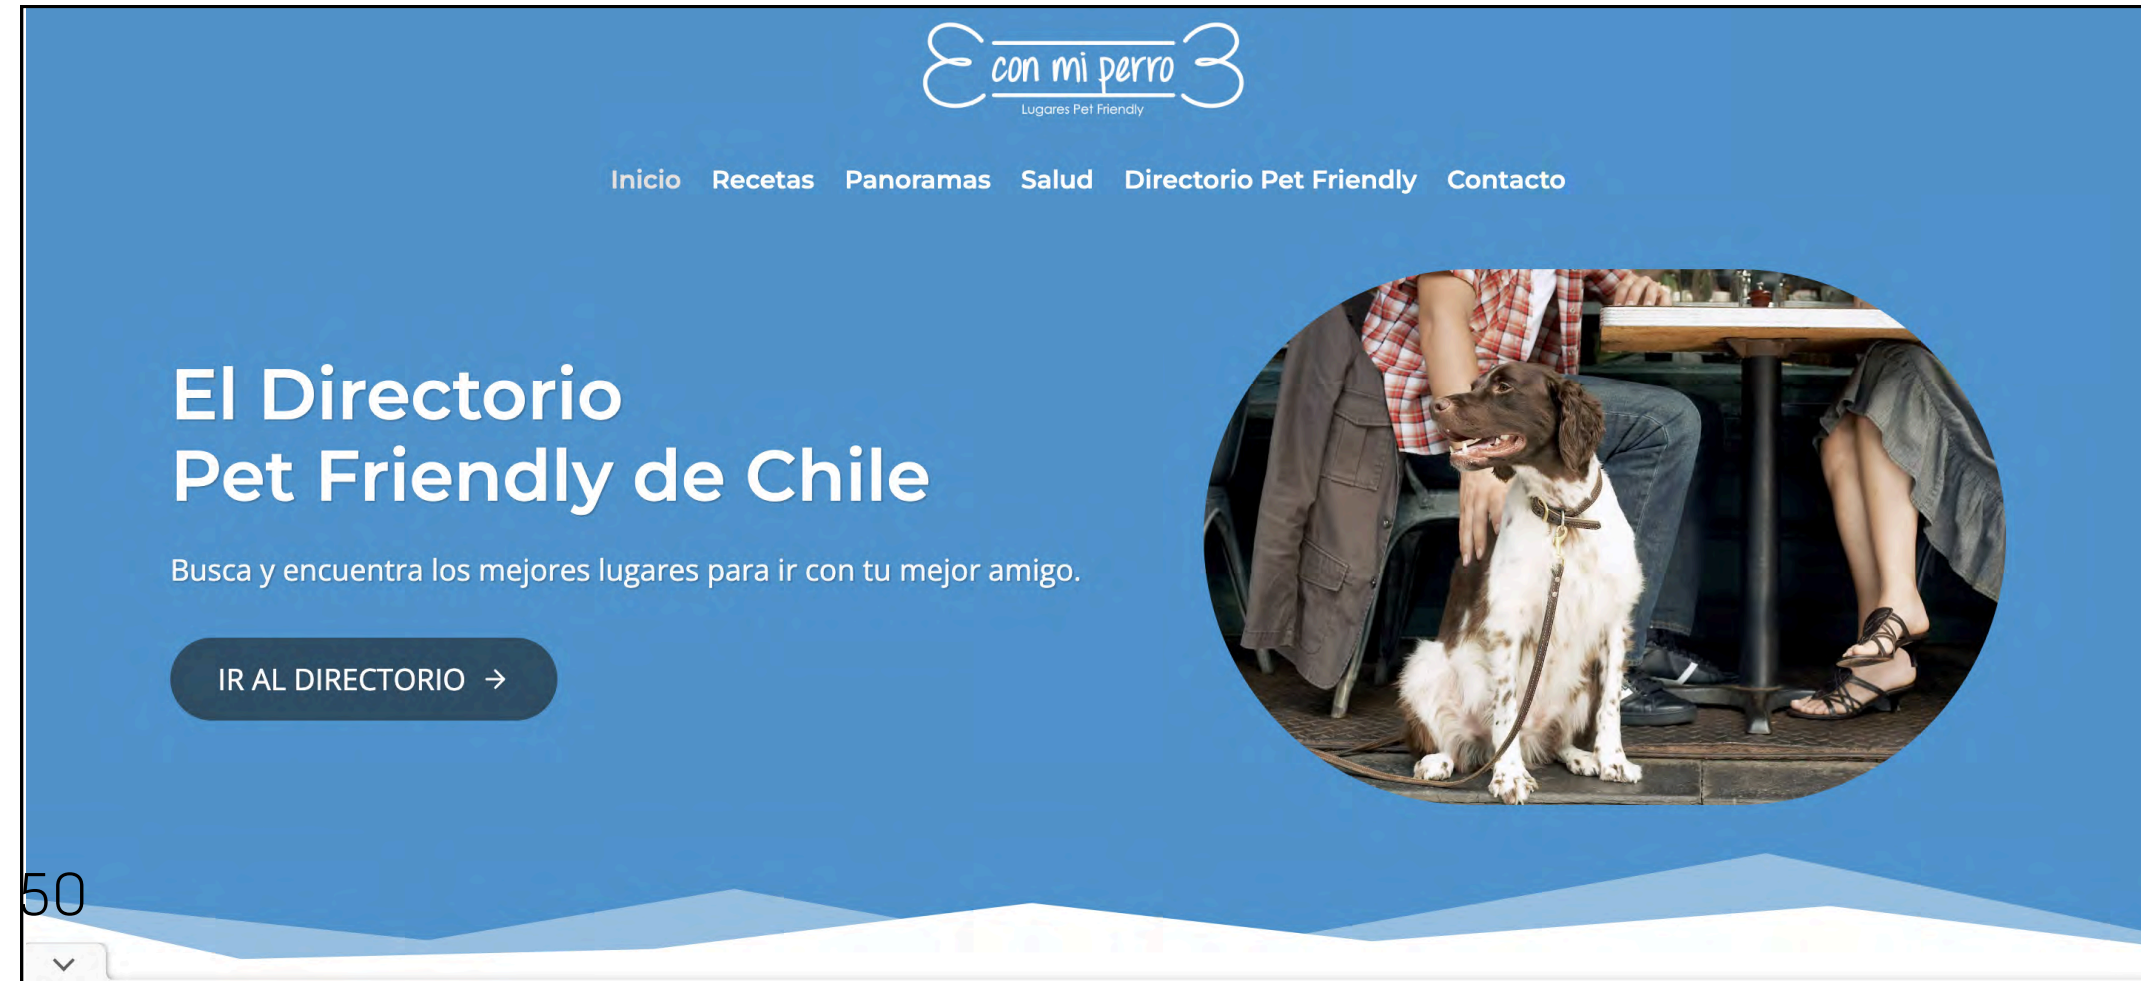 con mi perro
Lugares Pet Friendly
Inicio Recetas Panoramas Salud Directorio Pet Friendly Contacto
El Directorio
Pet Friendly de Chile
Busca y encuentra los mejores lugares para ir con tu mejor amigo.
IR AL DIRECTORIO →
50